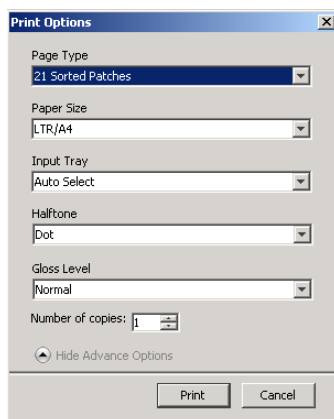 Print Options
Page Type
21 Sorted Patches
Paper Size
LTR/A4
Input Tray
Auto Select
Halftone
Dot
Gloss Level
Normal
Number of copies: 1
Hide Advance Options
Print Cancel